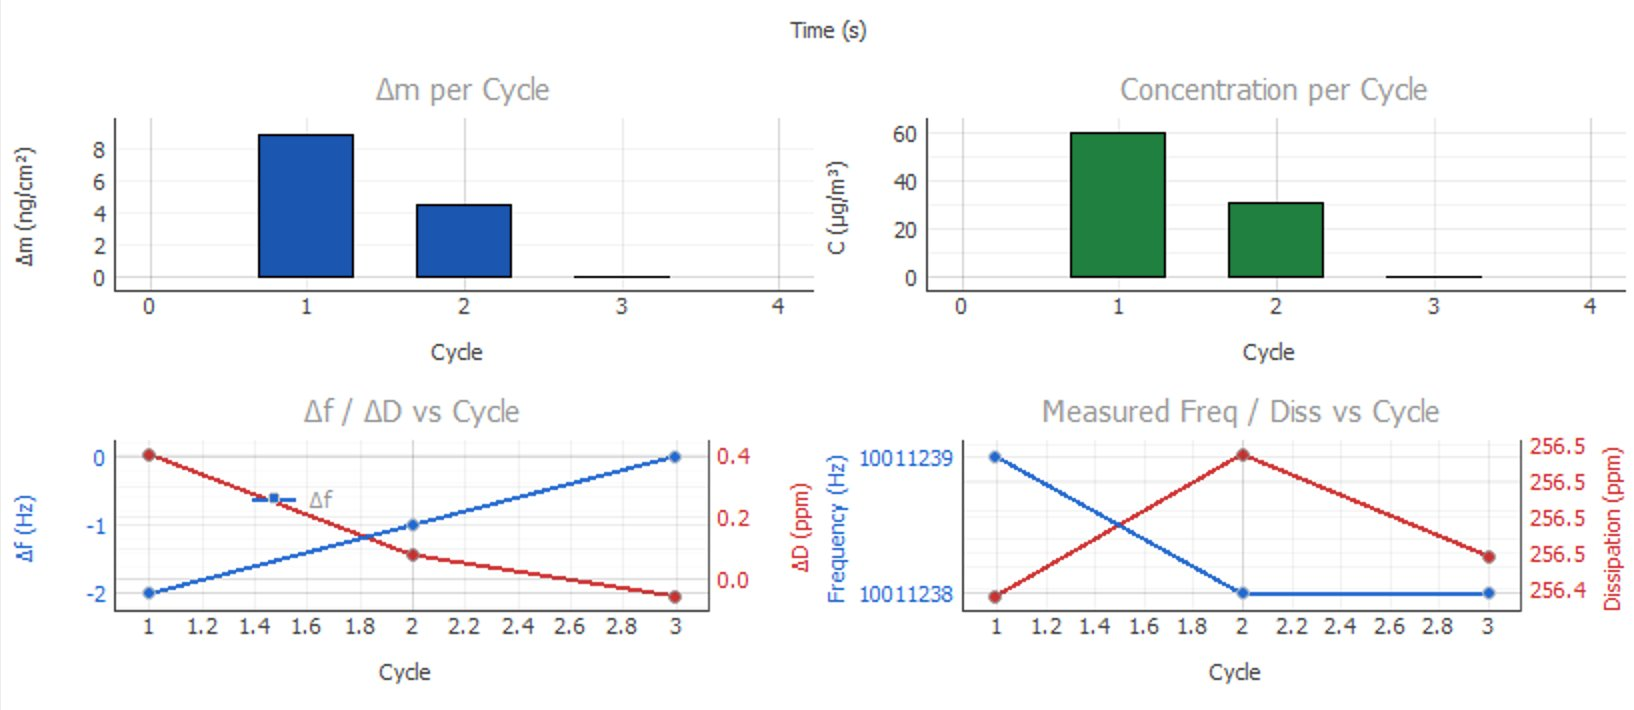 Time (s)
Δm per Cycle
Δm (ng/cm²)
8
6
4
2
0
0 1 2 3 4
Cycle
Concentration per Cycle
C (µg/m³)
60
40
20
0
0 1 2 3 4
Cycle
Δf / ΔD vs Cycle
Δf (Hz)
0
-1
-2
Δf
0.4
0.2
0.0
ΔD (ppm)
1 1.2 1.4 1.6 1.8 2 2.2 2.4 2.6 2.8 3
Cycle
Measured Freq / Diss vs Cycle
Frequency (Hz)
10011239
10011238
256.5
256.5
256.5
256.5
256.4
Dissipation (ppm)
1 1.2 1.4 1.6 1.8 2 2.2 2.4 2.6 2.8 3
Cycle